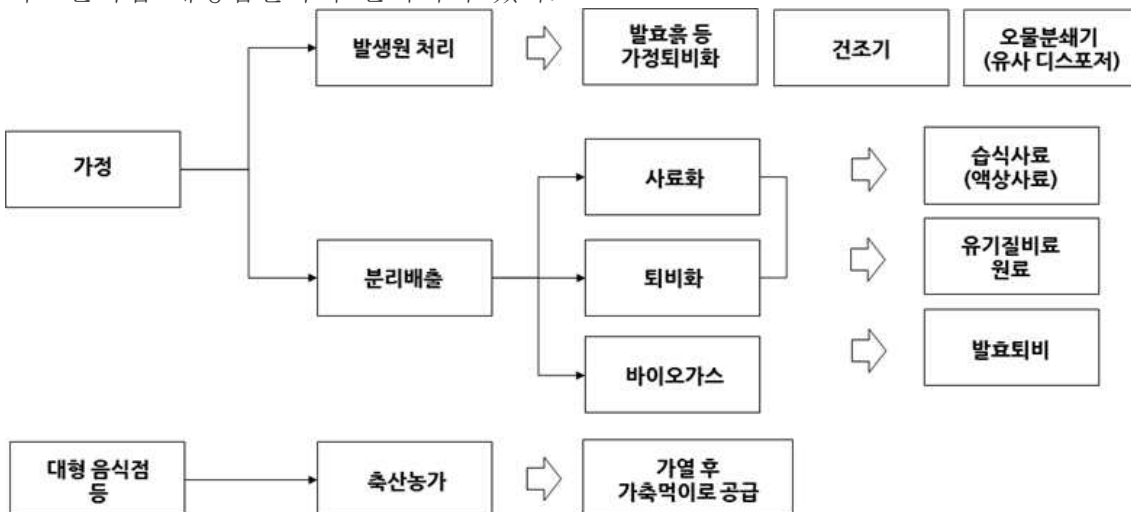 발생원 처리
발효흙 등
가정퇴비화
건조기
오물분쇄기
(유사 디스포저)
가정
사료화
습식사료
(액상사료)
분리배출
퇴비화
유기질비료
원료
바이오가스
발효퇴비
대형 음식점
등
축산농가
가열 후
가축먹이로 공급